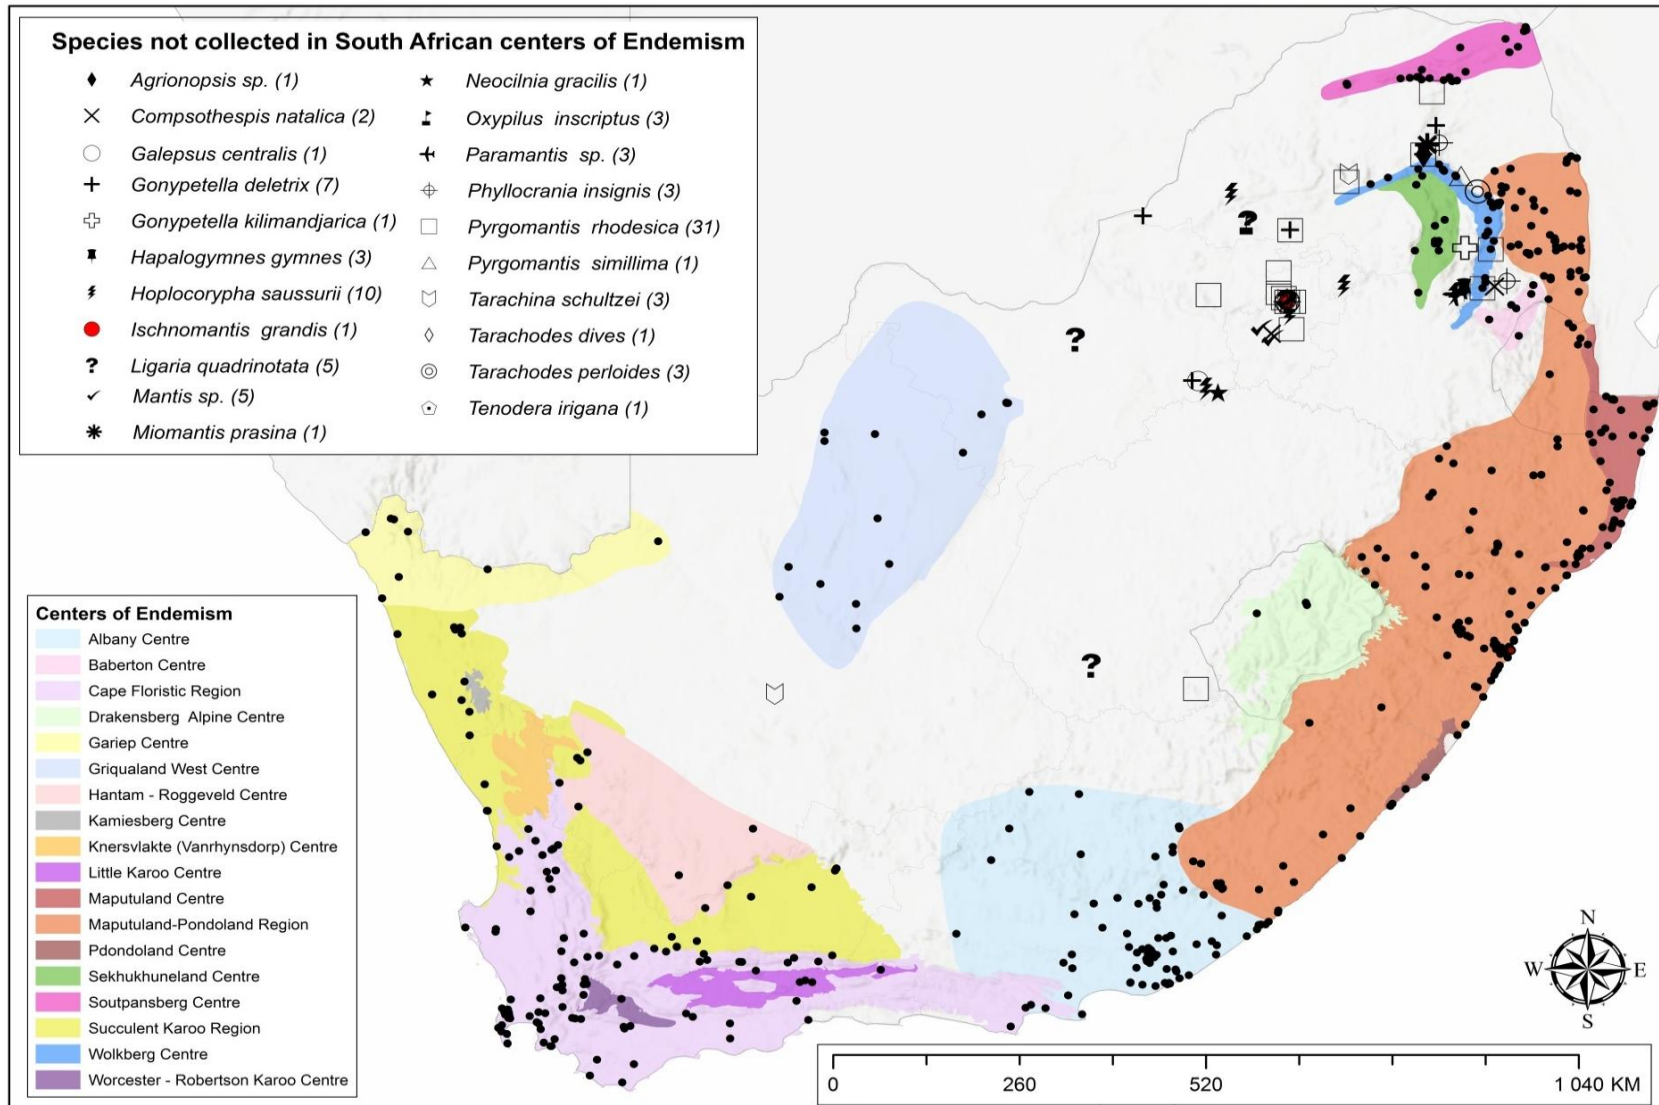 Species not collected in South African centers of Endemism
Agrionopsis sp. (1)
Compsothespis natalica (2)
Galepsus centralis (1)
Gonypetella deletrix (7)
Gonypetella kilimandjarica (1)
Hapalogymnes gymnes (3)
Hoplocorypha saussurii (10)
Ischnomantis grandis (1)
? Ligaria quadrinotata (5)
Mantis sp. (5)
Miomantis prasina (1)
Neocilnia gracilis (1)
Oxypilus inscriptus (3)
Paramantis sp. (3)
Phyllocrania insignis (3)
Pyrgomantis rhodesica (31)
Pyrgomantis simillima (1)
Tarachina schultzei (3)
Tarachodes dives (1)
Tarachodes perloides (3)
Tenodera irigana (1)
?
?
?
?
Centers of Endemism
Albany Centre
Baberton Centre
Cape Floristic Region
Drakensberg Alpine Centre
Gariep Centre
Griqualand West Centre
Hantam - Roggeveld Centre
Kamiesberg Centre
Knersvlakte (Vanrhynsdorp) Centre
Little Karoo Centre
Maputuland Centre
Maputuland-Pondoland Region
Pdondoland Centre
Sekhukhuneland Centre
Soutpansberg Centre
Succulent Karoo Region
Wolkberg Centre
Worcester - Robertson Karoo Centre
N
W E
S
0 260 520 1 040 KM